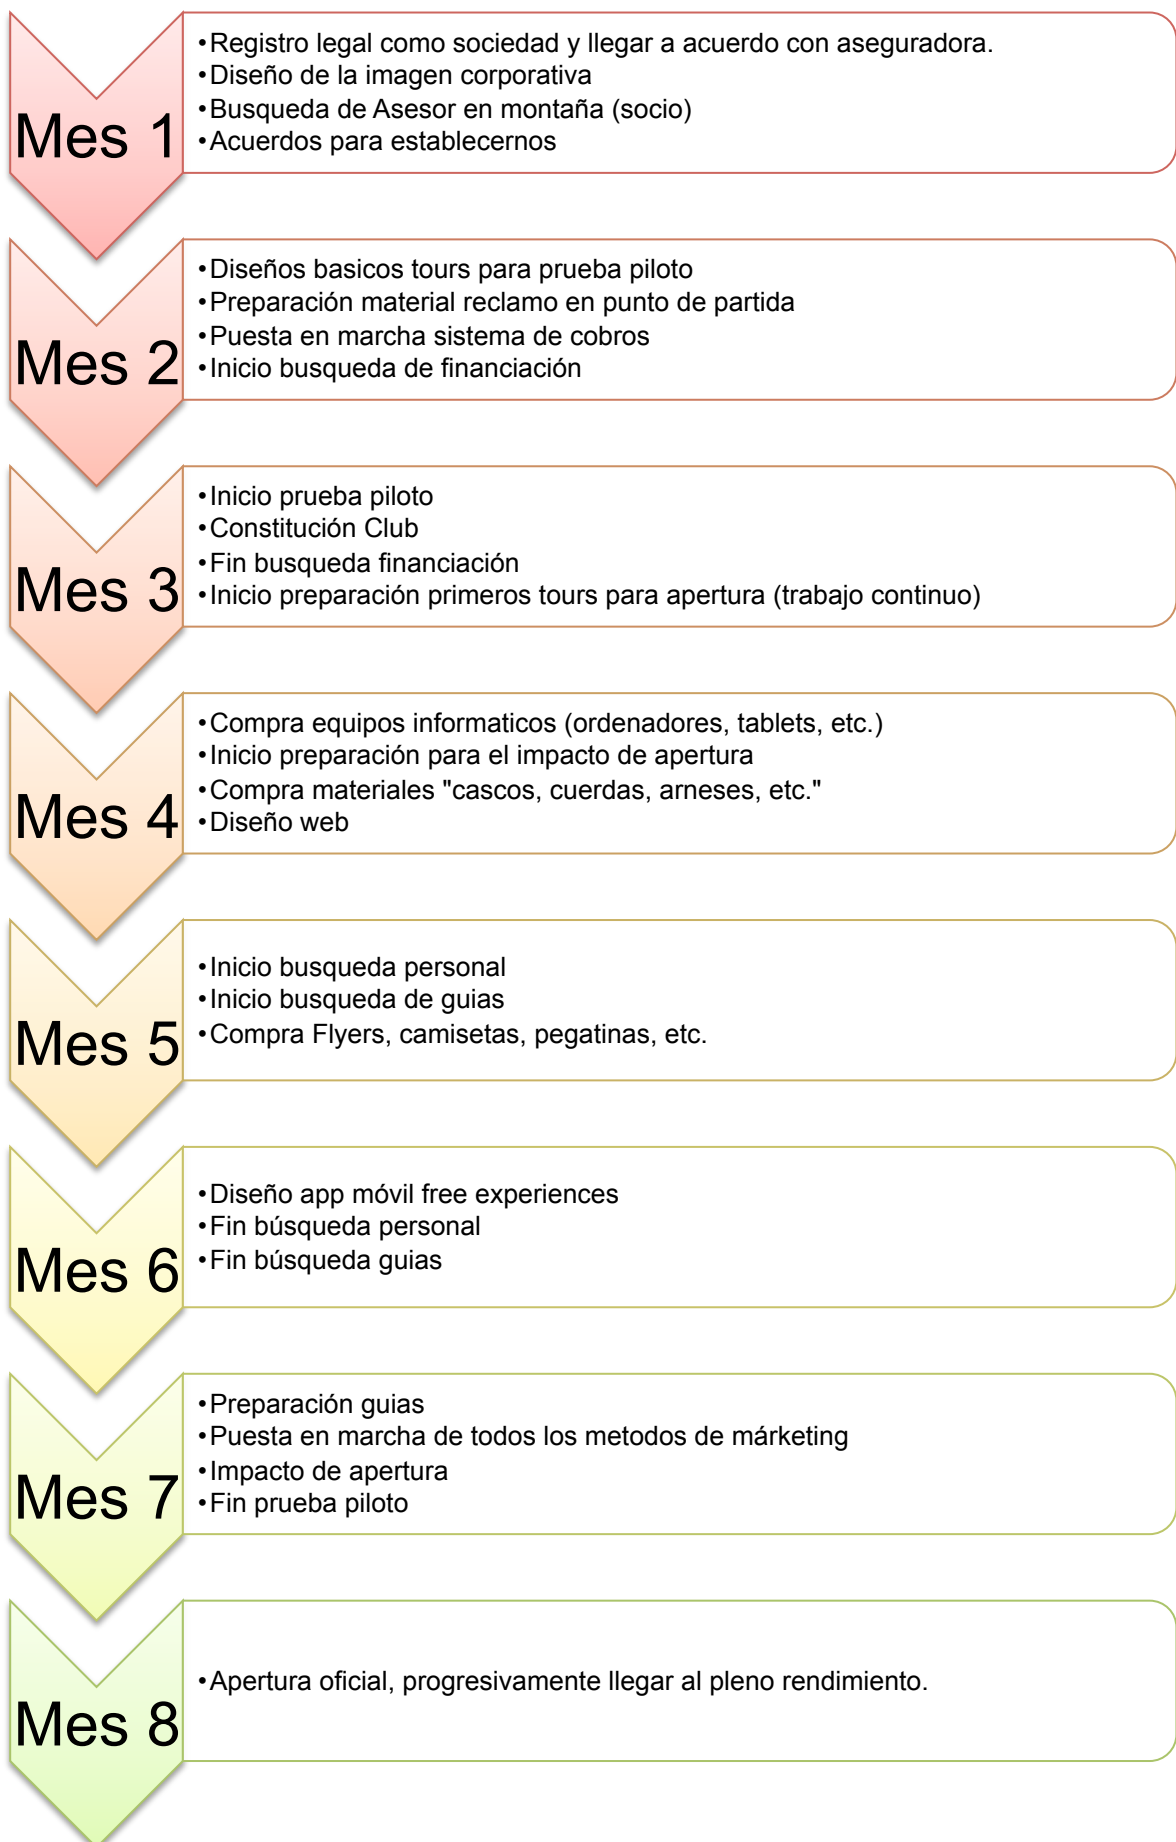 Mes 1
•Registro legal como sociedad y llegar a acuerdo con aseguradora.
•Diseño de la imagen corporativa
•Busqueda de Asesor en montaña (socio)
•Acuerdos para establecernos
Mes 2
•Diseños basicos tours para prueba piloto
•Preparación material reclamo en punto de partida
•Puesta en marcha sistema de cobros
•Inicio busqueda de financiación
Mes 3
•Inicio prueba piloto
•Constitución Club
•Fin busqueda financiación
•Inicio preparación primeros tours para apertura (trabajo continuo)
Mes 4
•Compra equipos informaticos (ordenadores, tablets, etc.)
•Inicio preparación para el impacto de apertura
•Compra materiales "cascos, cuerdas, arneses, etc."
•Diseño web
Mes 5
•Inicio busqueda personal
•Inicio busqueda de guias
•Compra Flyers, camisetas, pegatinas, etc.
Mes 6
•Diseño app móvil free experiences
•Fin búsqueda personal
•Fin búsqueda guias
Mes 7
•Preparación guias
•Puesta en marcha de todos los metodos de márketing
•Impacto de apertura
•Fin prueba piloto
Mes 8
•Apertura oficial, progresivamente llegar al pleno rendimiento.